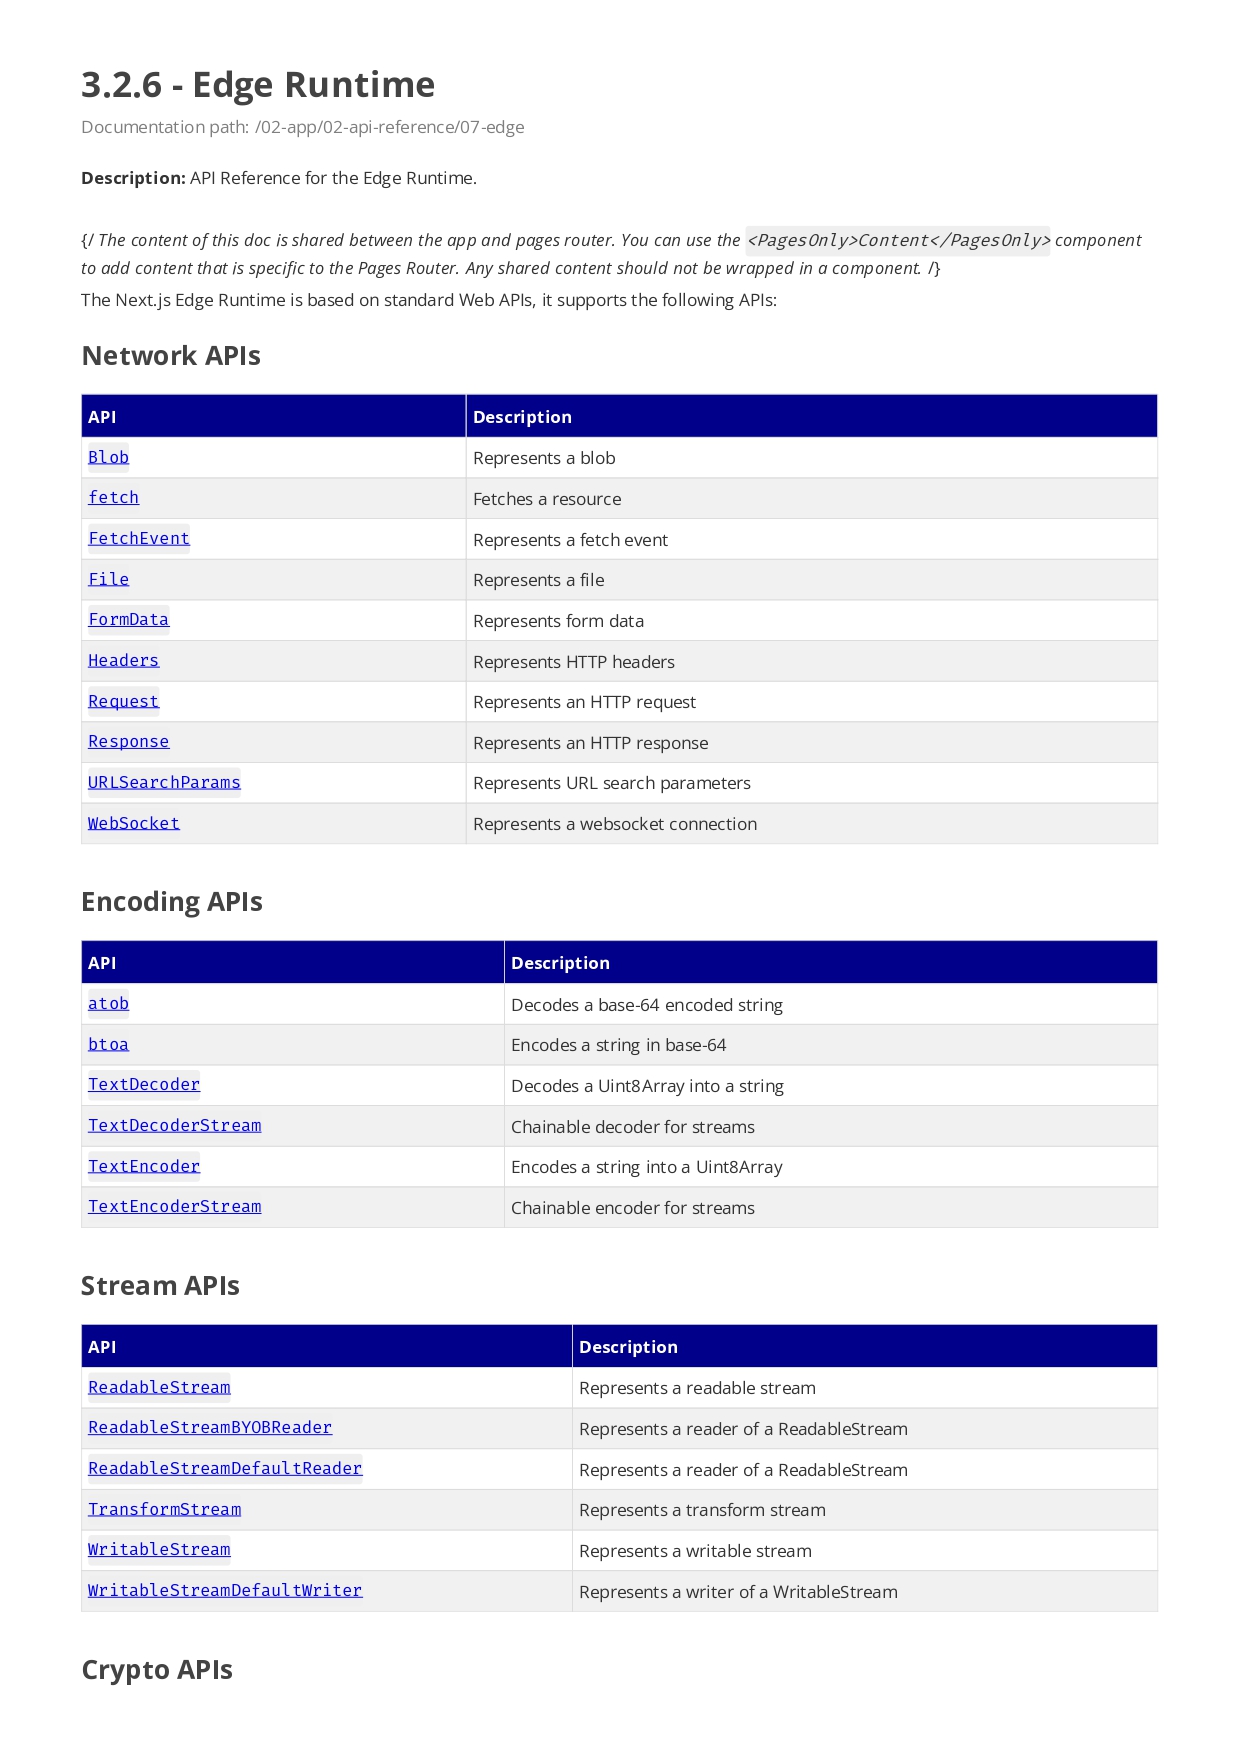 3.2.6 - Edge Runtime
Documentation path: /02-app/02-api-reference/07-edge
Description: API Reference for the Edge Runtime.
{/ The content of this doc is shared between the app and pages router. You can use the <PagesOnly>Content</PagesOnly> component
to add content that is specific to the Pages Router. Any shared content should not be wrapped in a component. /}
The Next.js Edge Runtime is based on standard Web APIs, it supports the following APIs:
Network APIs
API Description
Blob Represents a blob
fetch Fetches a resource
FetchEvent Represents a fetch event
File Represents a file
FormData Represents form data
Headers Represents HTTP headers
Request Represents an HTTP request
Response Represents an HTTP response
URLSearchParams Represents URL search parameters
WebSocket Represents a websocket connection
Encoding APIs
API Description
atob Decodes a base-64 encoded string
btoa Encodes a string in base-64
TextDecoder Decodes a Uint8Array into a string
TextDecoderStream Chainable decoder for streams
TextEncoder Encodes a string into a Uint8Array
TextEncoderStream Chainable encoder for streams
Stream APIs
API Description
ReadableStream Represents a readable stream
ReadableStreamBYOBReader Represents a reader of a ReadableStream
ReadableStreamDefaultReader Represents a reader of a ReadableStream
TransformStream Represents a transform stream
WritableStream Represents a writable stream
WritableStreamDefaultWriter Represents a writer of a WritableStream
Crypto APIs